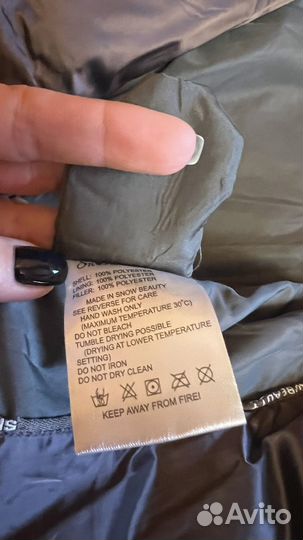 SHELL: 100% POLYESTER
LINING: 100% POLYESTER
FILLER: 100% POLYESTER
MADE IN SNOW BEAUTY
SEE REVERSE FOR CARE
HAND WASH ONLY
(MAXIMUM TEMPERATURE 30°C)
DO NOT BLEACH
TUMBLE DRYING POSSIBLE
(DRYING AT LOWER TEMPERATURE
SETTING)
DO NOT IRON
DO NOT DRY CLEAN
KEEP AWAY FROM FIRE!
Avito